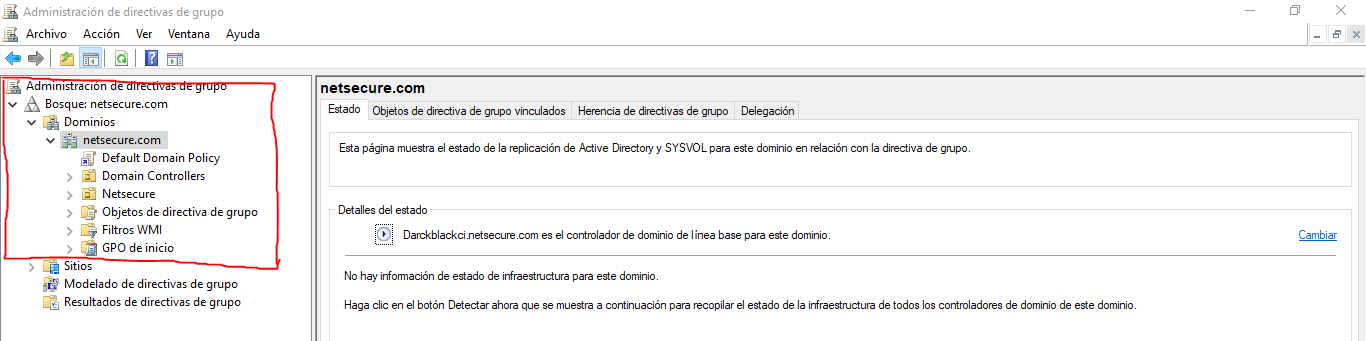 Administración de directivas de grupo
Archivo Acción Ver Ventana Ayuda
Administración de directivas de grupo
Bosque: netsecure.com
Dominios
netsecure.com
Default Domain Policy
Domain Controllers
Netsecure
Objetos de directiva de grupo
Filtros WMI
GPO de inicio
Sitios
Modelado de directivas de grupo
Resultados de directivas de grupo
netsecure.com
Estado Objetos de directiva de grupo vinculados Herencia de directivas de grupo Delegación
Esta página muestra el estado de la replicación de Active Directory y SYSVOL para este dominio en relación con la directiva de grupo.
Detalles del estado
Darckblackci.netsecure.com es el controlador de dominio de línea base para este dominio. Cambiar
No hay información de estado de infraestructura para este dominio.
Haga clic en el botón Detectar ahora que se muestra a continuación para recopilar el estado de la infraestructura de todos los controladores de dominio de este dominio.